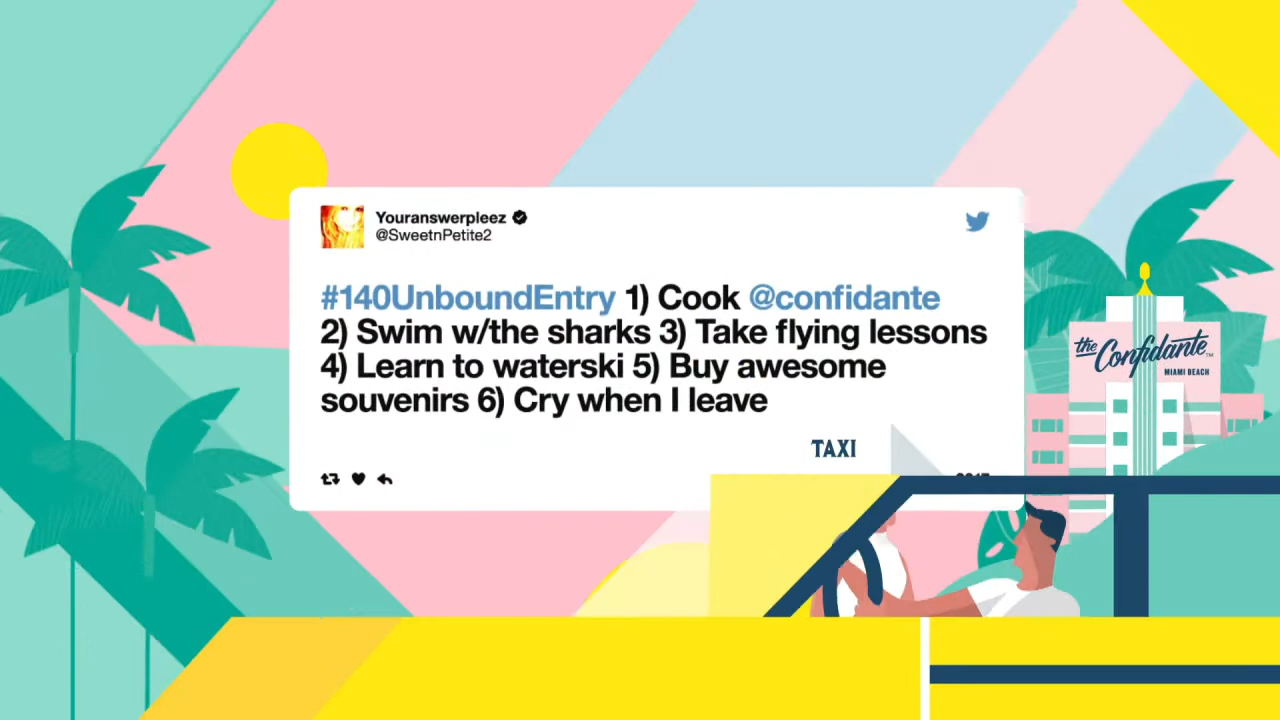 Youranswerpleez
@SweetnPetite2
#140UnboundEntry 1) Cook @confidante
2) Swim w/the sharks 3) Take flying lessons
4) Learn to waterski 5) Buy awesome
souvenirs 6) Cry when I leave
TAXI
the
Confidante™
MIAMI BEACH